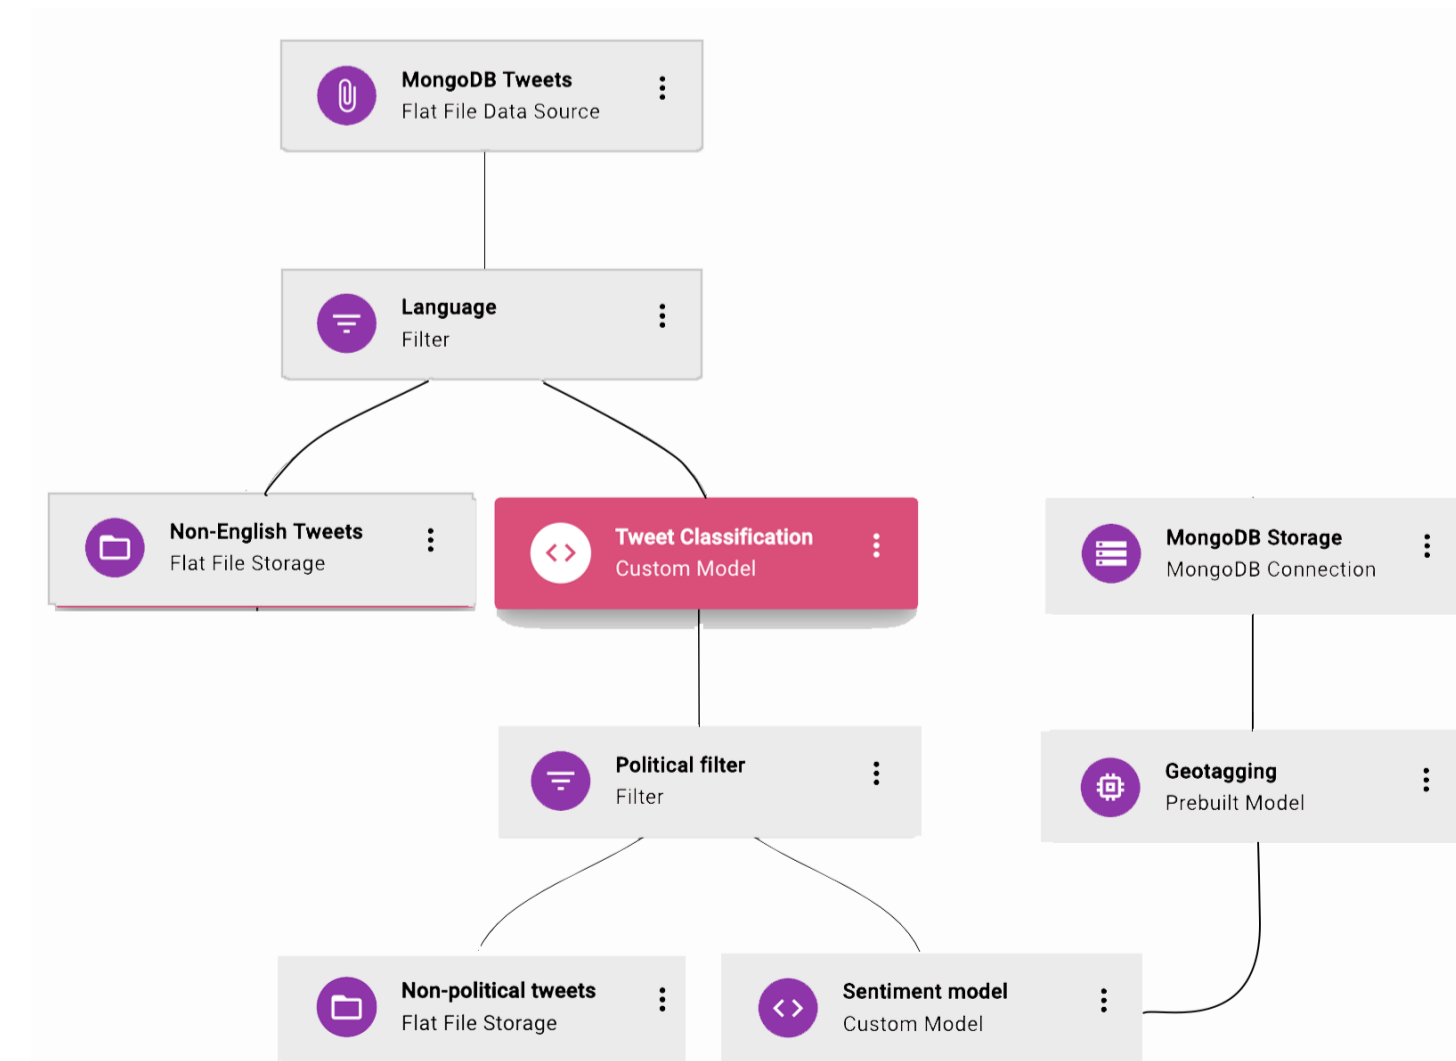 MongoDB Tweets
Flat File Data Source
Language
Filter
Non-English Tweets
Flat File Storage
Tweet Classification
Custom Model
MongoDB Storage
MongoDB Connection
Political filter
Filter
Geotagging
Prebuilt Model
Non-political tweets
Flat File Storage
Sentiment model
Custom Model